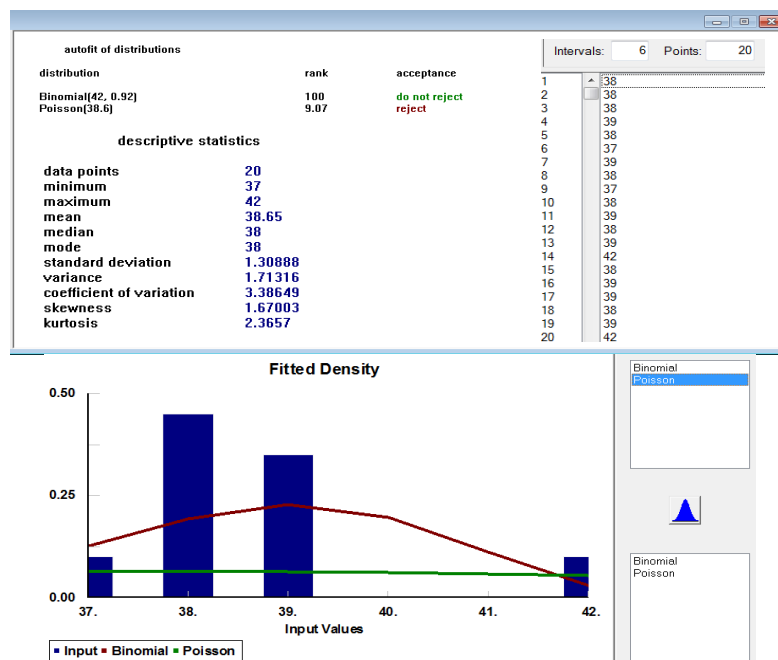 autofit of distributions
distribution rank acceptance
Binomial(42, 0.92) 100 do not reject
Poisson(38.6) 9.07 reject
descriptive statistics
data points 20
minimum 37
maximum 42
mean 38.65
median 38
mode 38
standard deviation 1.30888
variance 1.71316
coefficient of variation 3.38649
skewness 1.67003
kurtosis 2.3657
Intervals: 6 Points: 20
1 38
2 38
3 38
4 39
5 38
6 37
7 39
8 38
9 37
10 38
11 39
12 38
13 39
14 42
15 38
16 39
17 39
18 38
19 39
20 42
Fitted Density
0.50
0.25
0.00
37. 38. 39. 40. 41. 42.
Input Values
Input Binomial Poisson
Binomial
Poisson
Binomial
Poisson